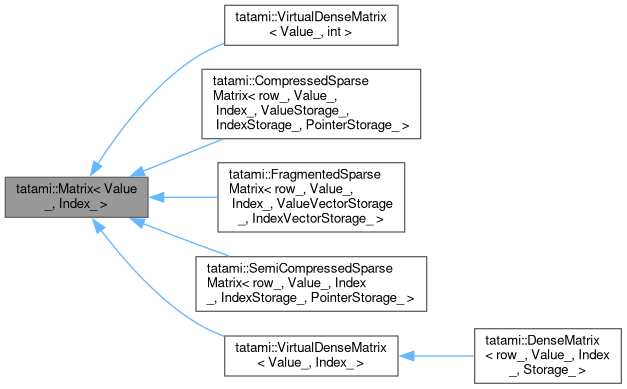 tatami::VirtualDenseMatrix
< Value_, int >
tatami::CompressedSparse
Matrix< row_, Value_,
Index_, ValueStorage_,
IndexStorage_, PointerStorage_ >
tatami::Matrix< Value
_, Index_ >
tatami::FragmentedSparse
Matrix< row_, Value_,
Index_, ValueVectorStorage
_, IndexVectorStorage_ >
tatami::SemiCompressedSparse
Matrix< row_, Value_, Index
_, IndexStorage_, PointerStorage_ >
tatami::VirtualDenseMatrix
< Value_, Index_ >
tatami::DenseMatrix
< row_, Value_, Index
_, Storage_ >